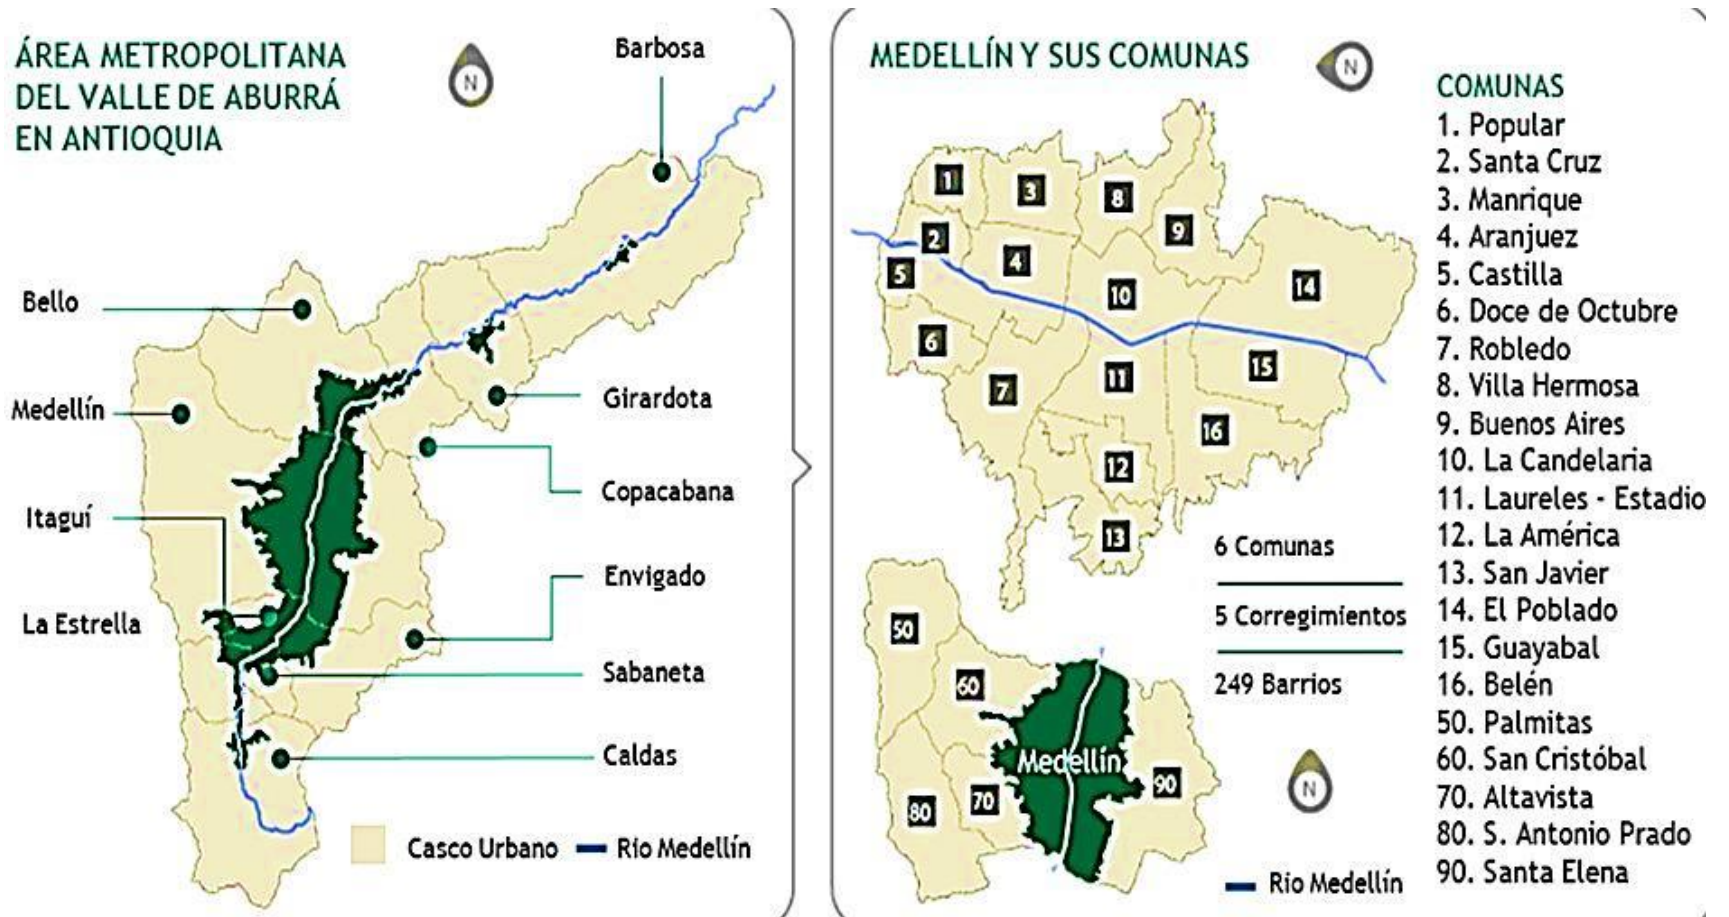 ÁREA METROPOLITANA
DEL VALLE DE ABURRÁ
EN ANTIOQUIA
N
Barbosa
Bello
Medellín
Itaguí
La Estrella
Girardota
Copacabana
Envigado
Sabaneta
Caldas
Casco Urbano
Rio Medellín
MEDELLÍN Y SUS COMUNAS
N
1
2
3
4
5
6
7
8
9
10
11
12
13
14
15
16
6 Comunas
5 Corregimientos
249 Barrios
50
60
70
80
90
Medellín
N
Rio Medellín
COMUNAS
1. Popular
2. Santa Cruz
3. Manrique
4. Aranjuez
5. Castilla
6. Doce de Octubre
7. Robledo
8. Villa Hermosa
9. Buenos Aires
10. La Candelaria
11. Laureles - Estadio
12. La América
13. San Javier
14. El Poblado
15. Guayabal
16. Belén
50. Palmitas
60. San Cristóbal
70. Altavista
80. S. Antonio Prado
90. Santa Elena